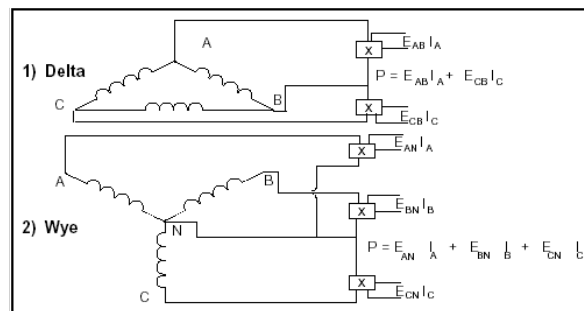 A
E_AB I_A
X
1) Delta
P = E_AB I_A + E_CB I_C
C
B
X
E_CB I_C
E_AN I_A
X
A
B
E_BN I_B
X
2) Wye
N
P = E_AN I_A + E_BN I_B + E_CN I_C
X
C
E_CN I_C